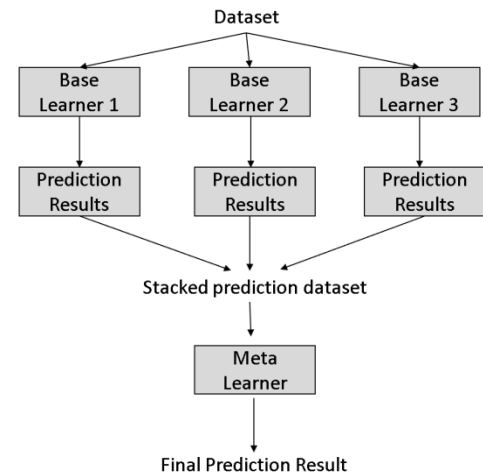 Dataset
Base
Learner 1
Base
Learner 2
Base
Learner 3
Prediction
Results
Prediction
Results
Prediction
Results
Stacked prediction dataset
Meta
Learner
Final Prediction Result